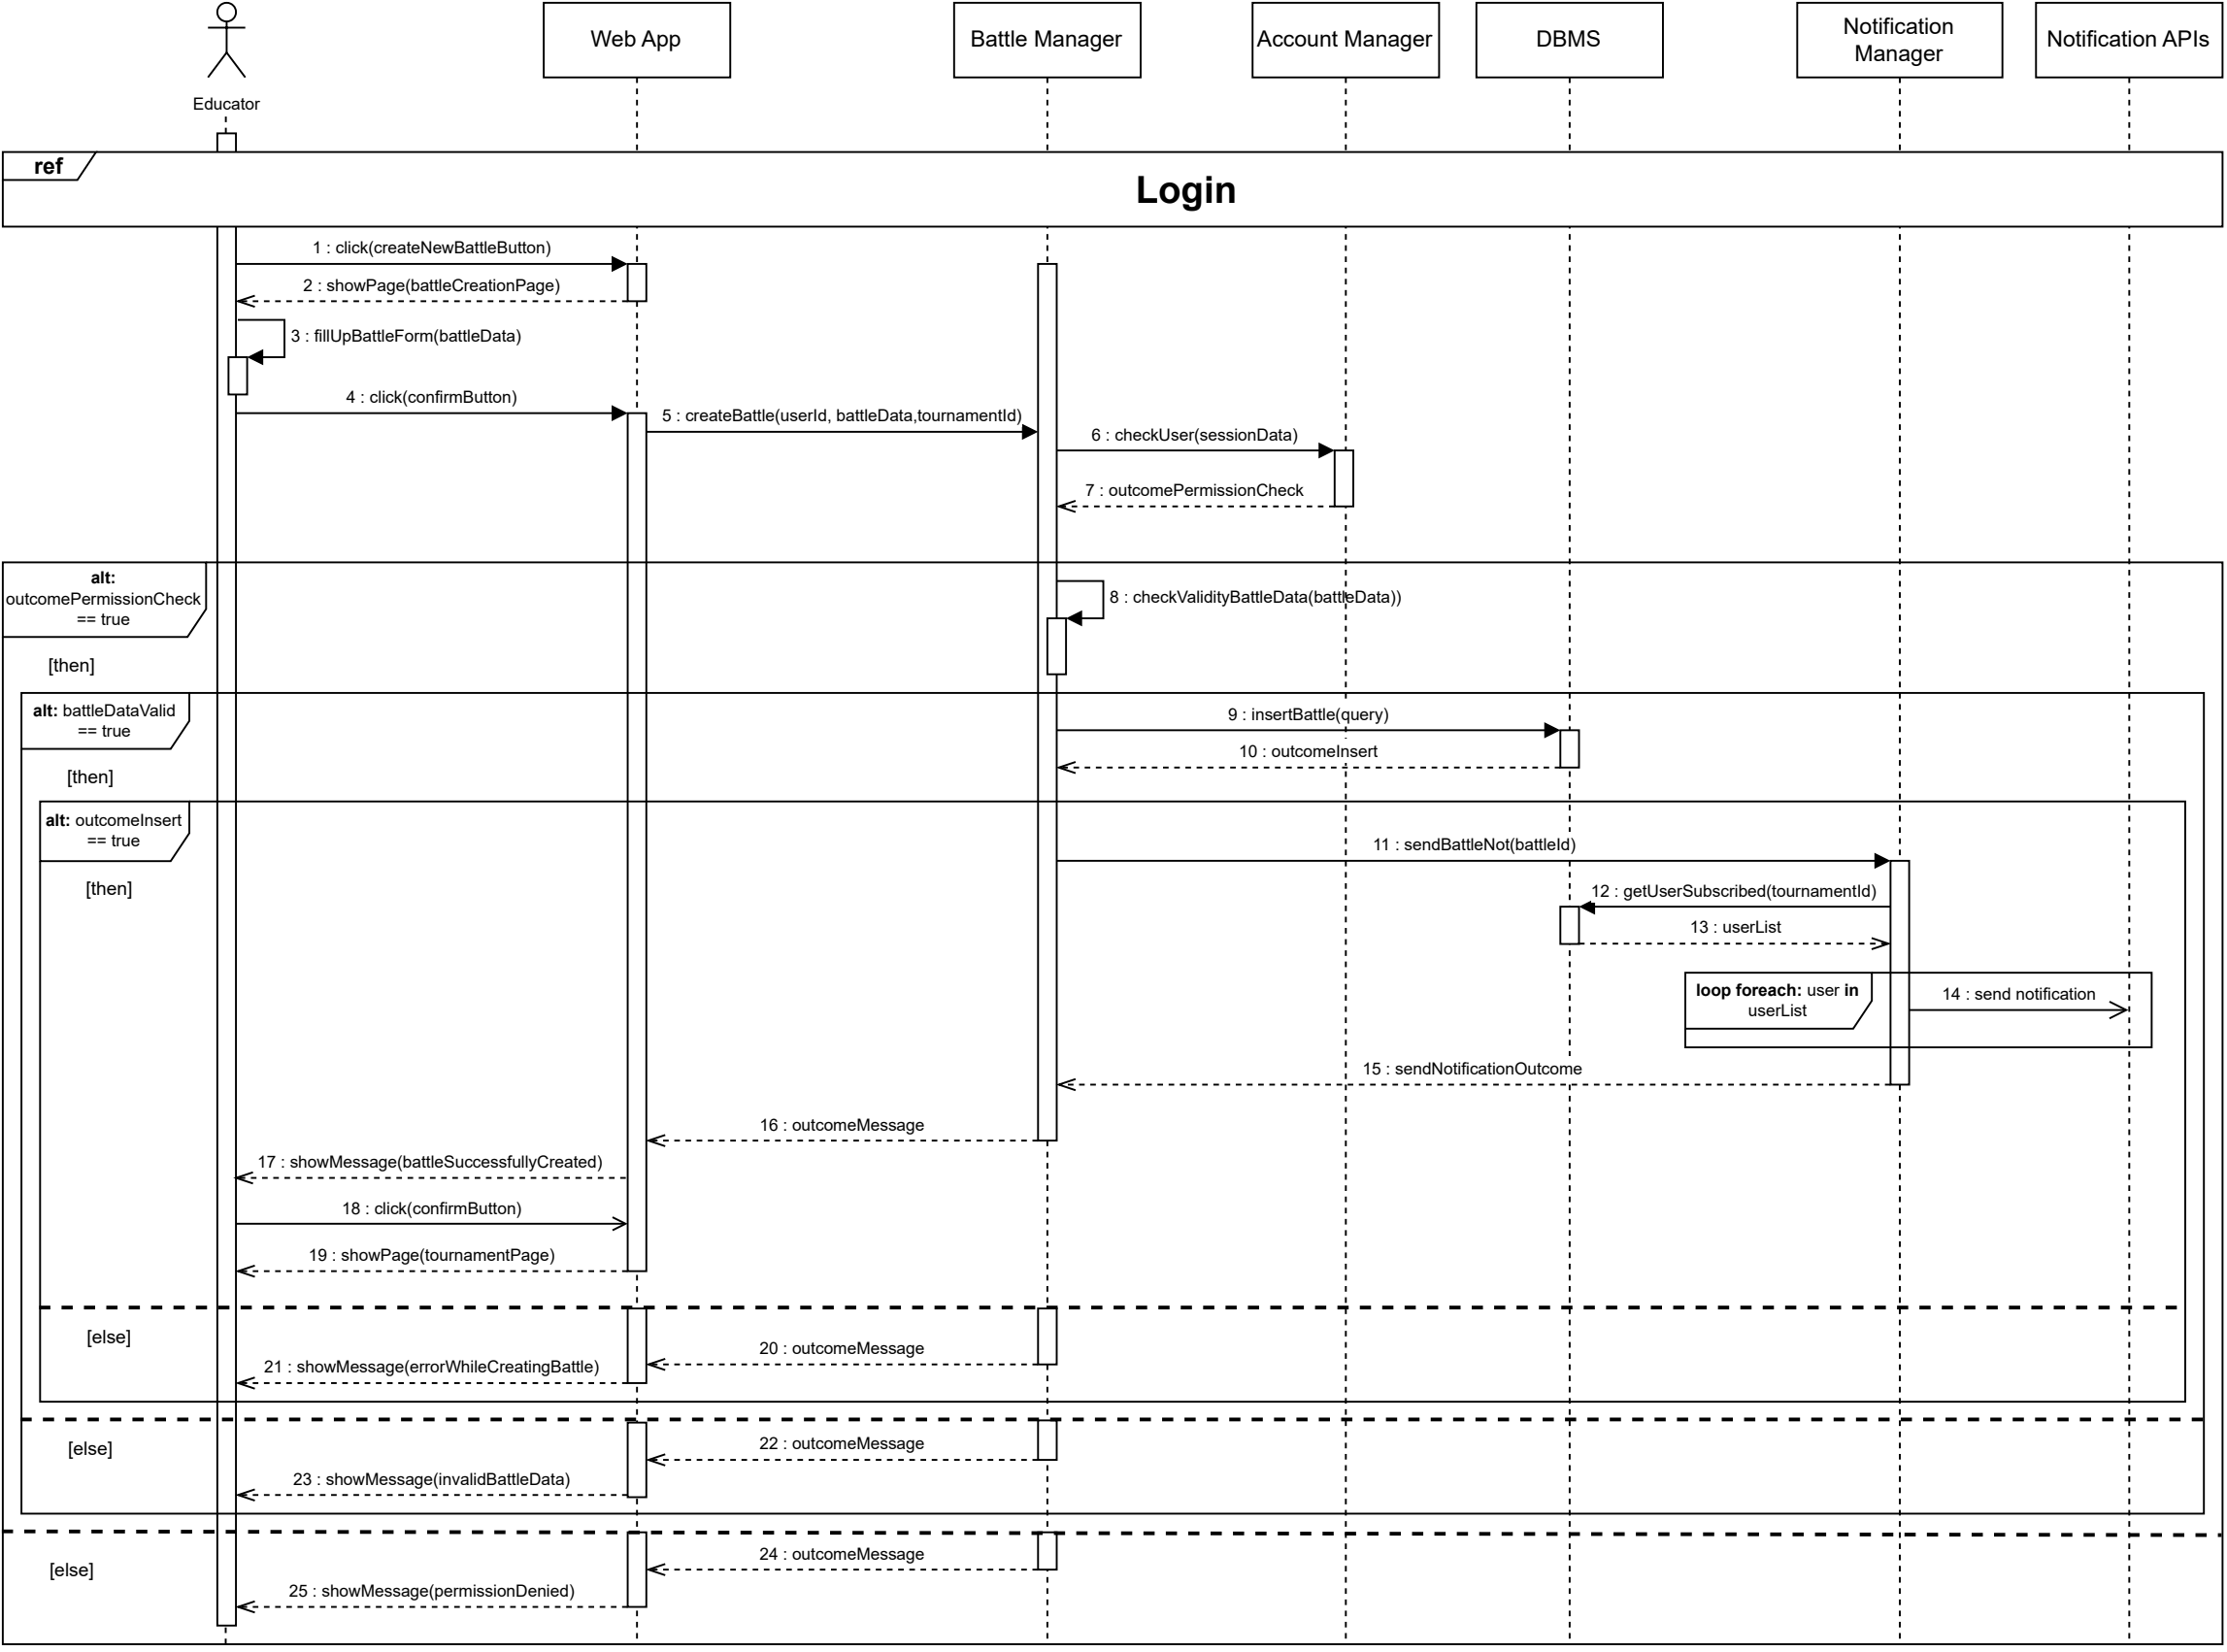 Educator
Web App
Battle Manager
Account Manager
DBMS
Notification
Manager
Notification APIs
ref
Login
1 : click(createNewBattleButton)
2 : showPage(battleCreationPage)
3 : fillUpBattleForm(battleData)
4 : click(confirmButton)
5 : createBattle(userId, battleData,tournamentId)
6 : checkUser(sessionData)
7 : outcomePermissionCheck
alt:
outcomePermissionCheck
== true
[then]
8 : checkValidityBattleData(battleData))
alt: battleDataValid
== true
[then]
9 : insertBattle(query)
10 : outcomeInsert
alt: outcomeInsert
== true
[then]
11 : sendBattleNot(battleId)
12 : getUserSubscribed(tournamentId)
13 : userList
loop foreach: user in
userList
14 : send notification
15 : sendNotificationOutcome
16 : outcomeMessage
17 : showMessage(battleSuccessfullyCreated)
18 : click(confirmButton)
19 : showPage(tournamentPage)
[else]
20 : outcomeMessage
21 : showMessage(errorWhileCreatingBattle)
[else]
22 : outcomeMessage
23 : showMessage(invalidBattleData)
[else]
24 : outcomeMessage
25 : showMessage(permissionDenied)